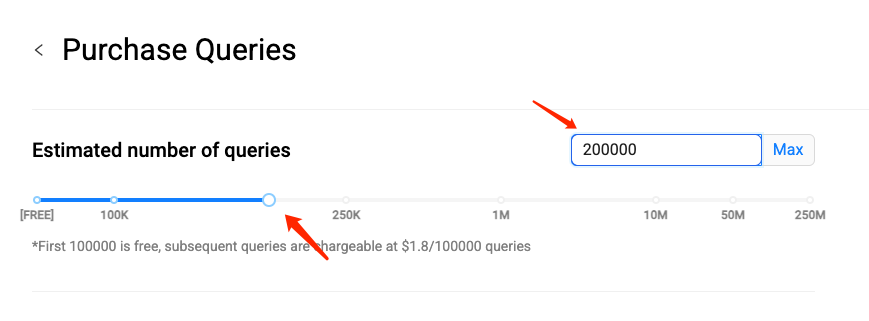 Purchase Queries
Estimated number of queries
200000
Max
[FREE] 100K 250K 1M 10M 50M 250M
*First 100000 is free, subsequent queries are chargeable at $1.8/100000 queries